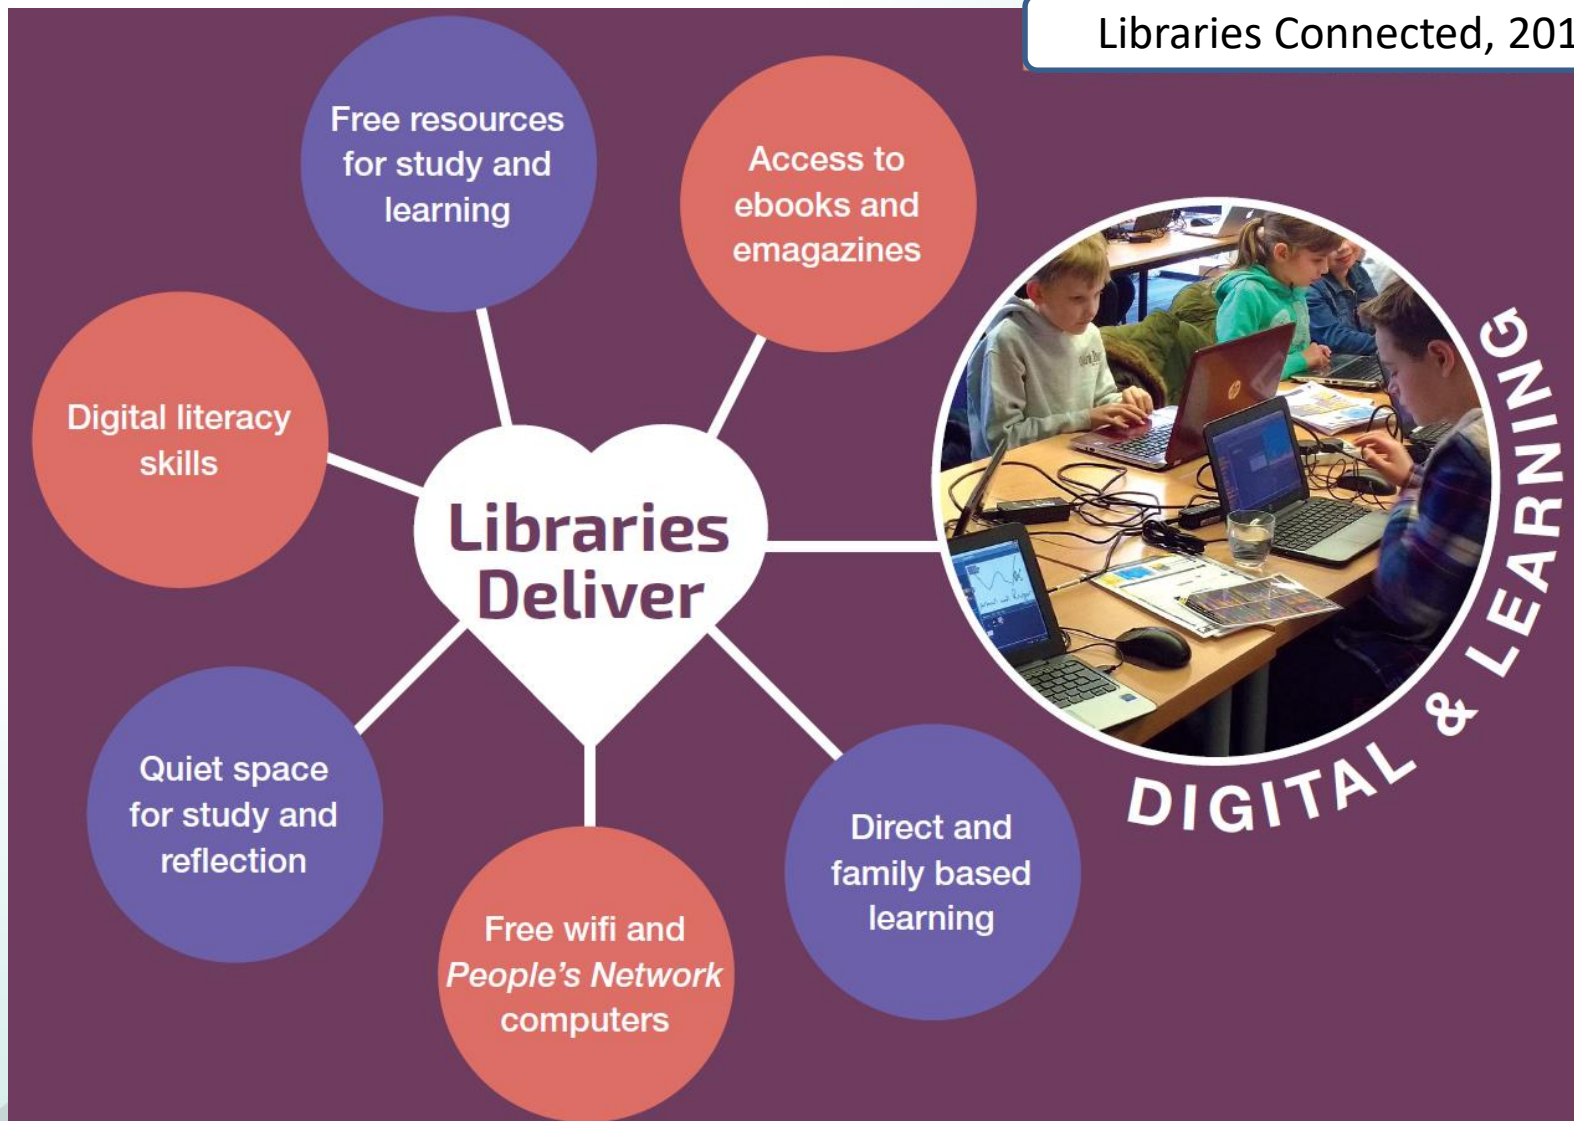 Libraries Connected, 201
Free resources
for study and
learning
Access to
ebooks and
emagazines
Digital literacy
skills
Libraries
Deliver
DIGITAL & LEARNING
Quiet space
for study and
reflection
Direct and
family based
learning
Free wifi and
People's Network
computers
hp